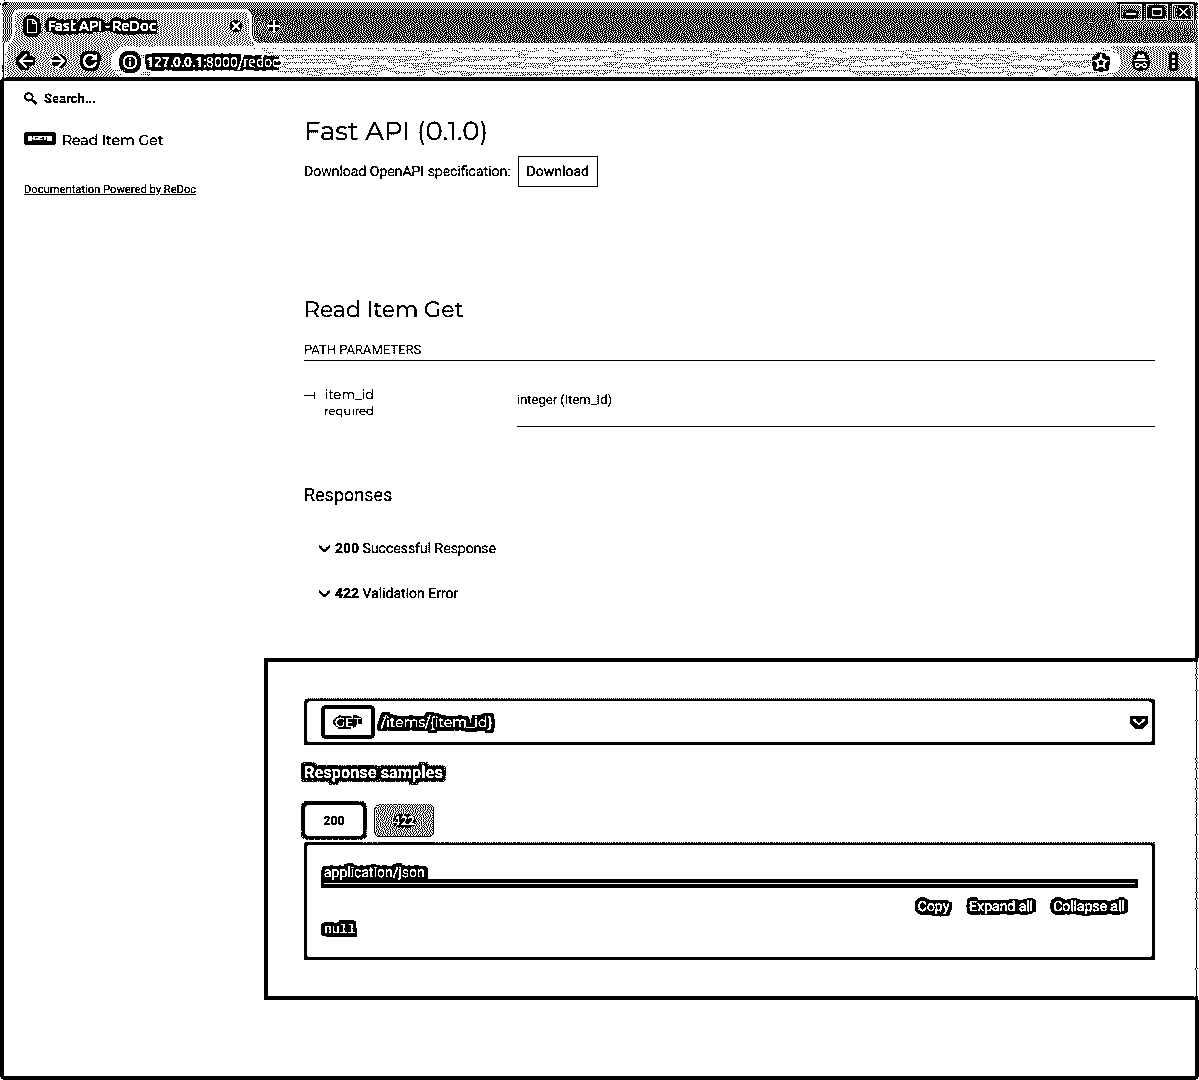 Fast API - ReDoc
127.0.0.1:8000/redoc
Search...
GET Read Item Get
Documentation Powered by ReDoc
Fast API (0.1.0)
Download OpenAPI specification: Download
Read Item Get
PATH PARAMETERS
item_id
required
integer (Item_Id)
Responses
200 Successful Response
422 Validation Error
GET /items/{item_id}
Response samples
200 422
application/json
Copy Expand all Collapse all
null